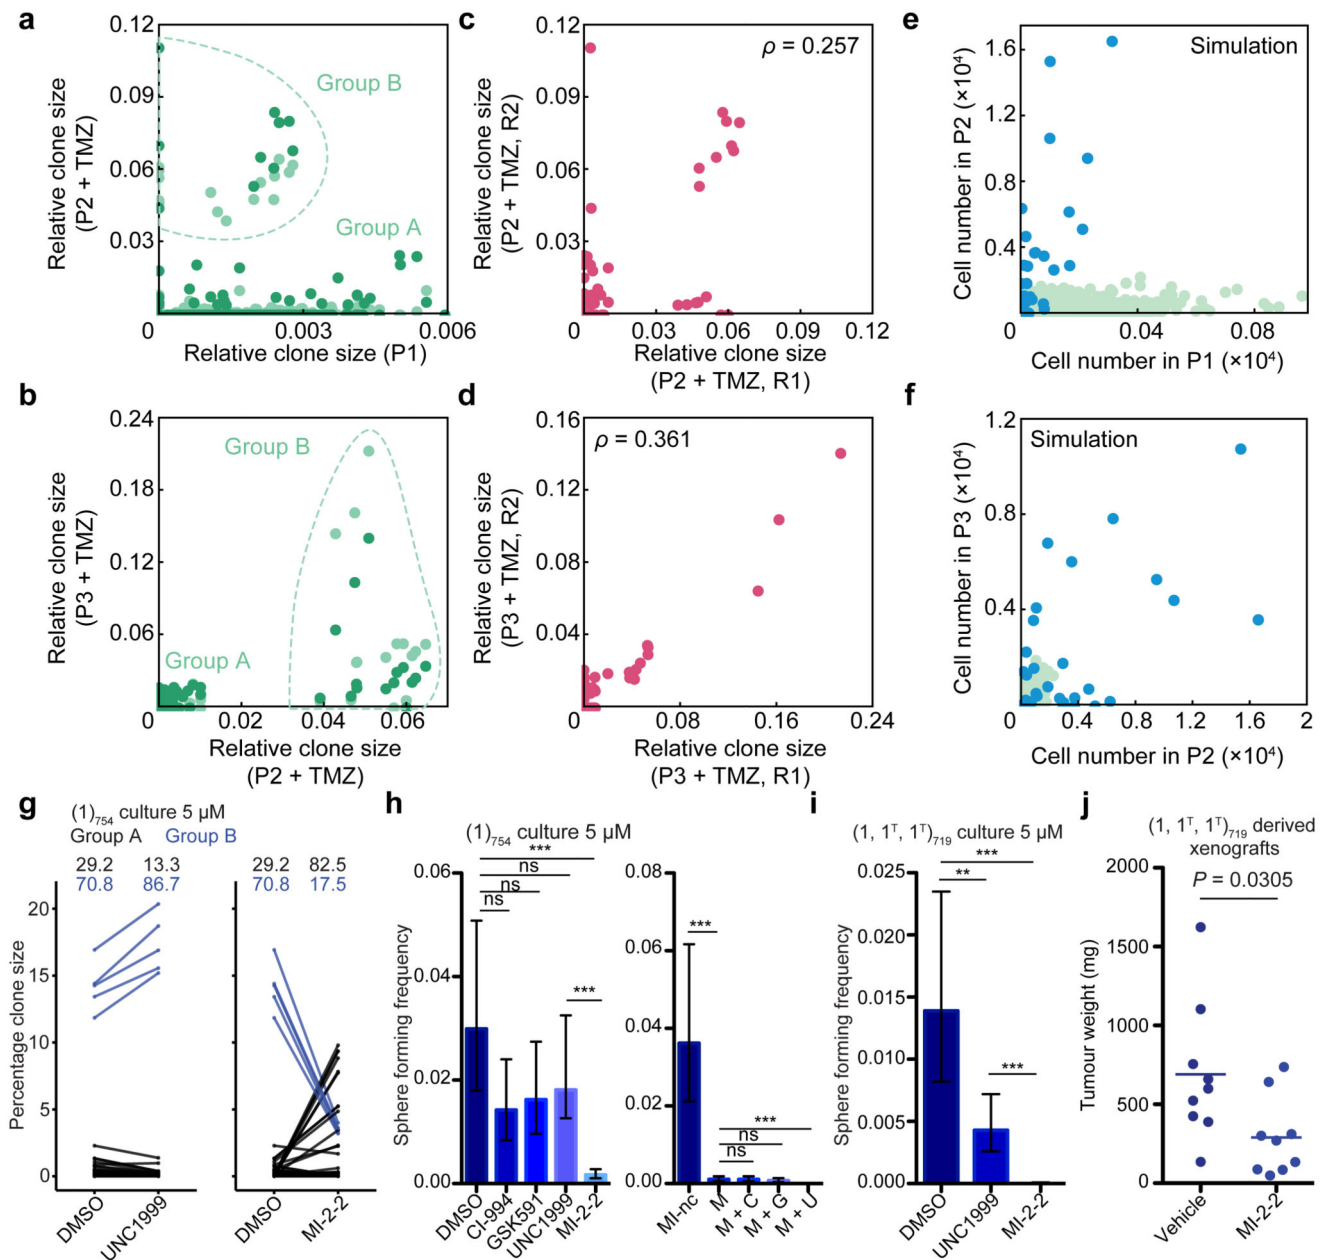 a
0.12
0.09
0.06
0.03
0
0.003
0.006
Relative clone size
(P2 + TMZ)
Group B
Group A
Relative clone size (P1)
c
ρ = 0.257
0.12
0.09
0.06
0.03
0
0.03
0.06
0.09
0.12
Relative clone size
(P2 + TMZ, R2)
Relative clone size
(P2 + TMZ, R1)
e
Simulation
1.6
1.2
0.8
0.4
0
0.04
0.08
Cell number in P2 (×10⁴)
Cell number in P1 (×10⁴)
b
0.24
0.18
0.12
0.06
0
0.02
0.04
0.06
Relative clone size
(P3 + TMZ)
Group B
Group A
Relative clone size
(P2 + TMZ)
d
ρ = 0.361
0.16
0.12
0.08
0.04
0
0.08
0.16
0.24
Relative clone size
(P3 + TMZ, R2)
Relative clone size
(P3 + TMZ, R1)
f
Simulation
1.2
0.8
0.4
0
0.4
0.8
1.2
1.6
2
Cell number in P3 (×10⁴)
Cell number in P2 (×10⁴)
g
(1)₇₅₄ culture 5 µM
Group A Group B
29.2 13.3 29.2 82.5
70.8 86.7 70.8 17.5
20
15
10
5
0
Percentage clone size
DMSO
UNC1999
DMSO
MI-2-2
h
(1)₇₅₄ culture 5 µM
0.06
0.04
0.02
0.00
Sphere forming frequency
***
ns
ns
ns
***
DMSO
CI-994
GSK591
UNC1999
MI-2-2
0.08
0.06
0.04
0.02
0.00
***
***
ns
ns
MI-nc
M
M + C
M + G
M + U
i
(1, 1ᵀ, 1ᵀ)₇₁₉ culture 5 µM
0.025
0.020
0.015
0.010
0.005
0.000
Sphere forming frequency
***
**
***
DMSO
UNC1999
MI-2-2
j
(1, 1ᵀ, 1ᵀ)₇₁₉ derived
xenografts
P = 0.0305
2000
1500
1000
500
0
Tumour weight (mg)
Vehicle
MI-2-2